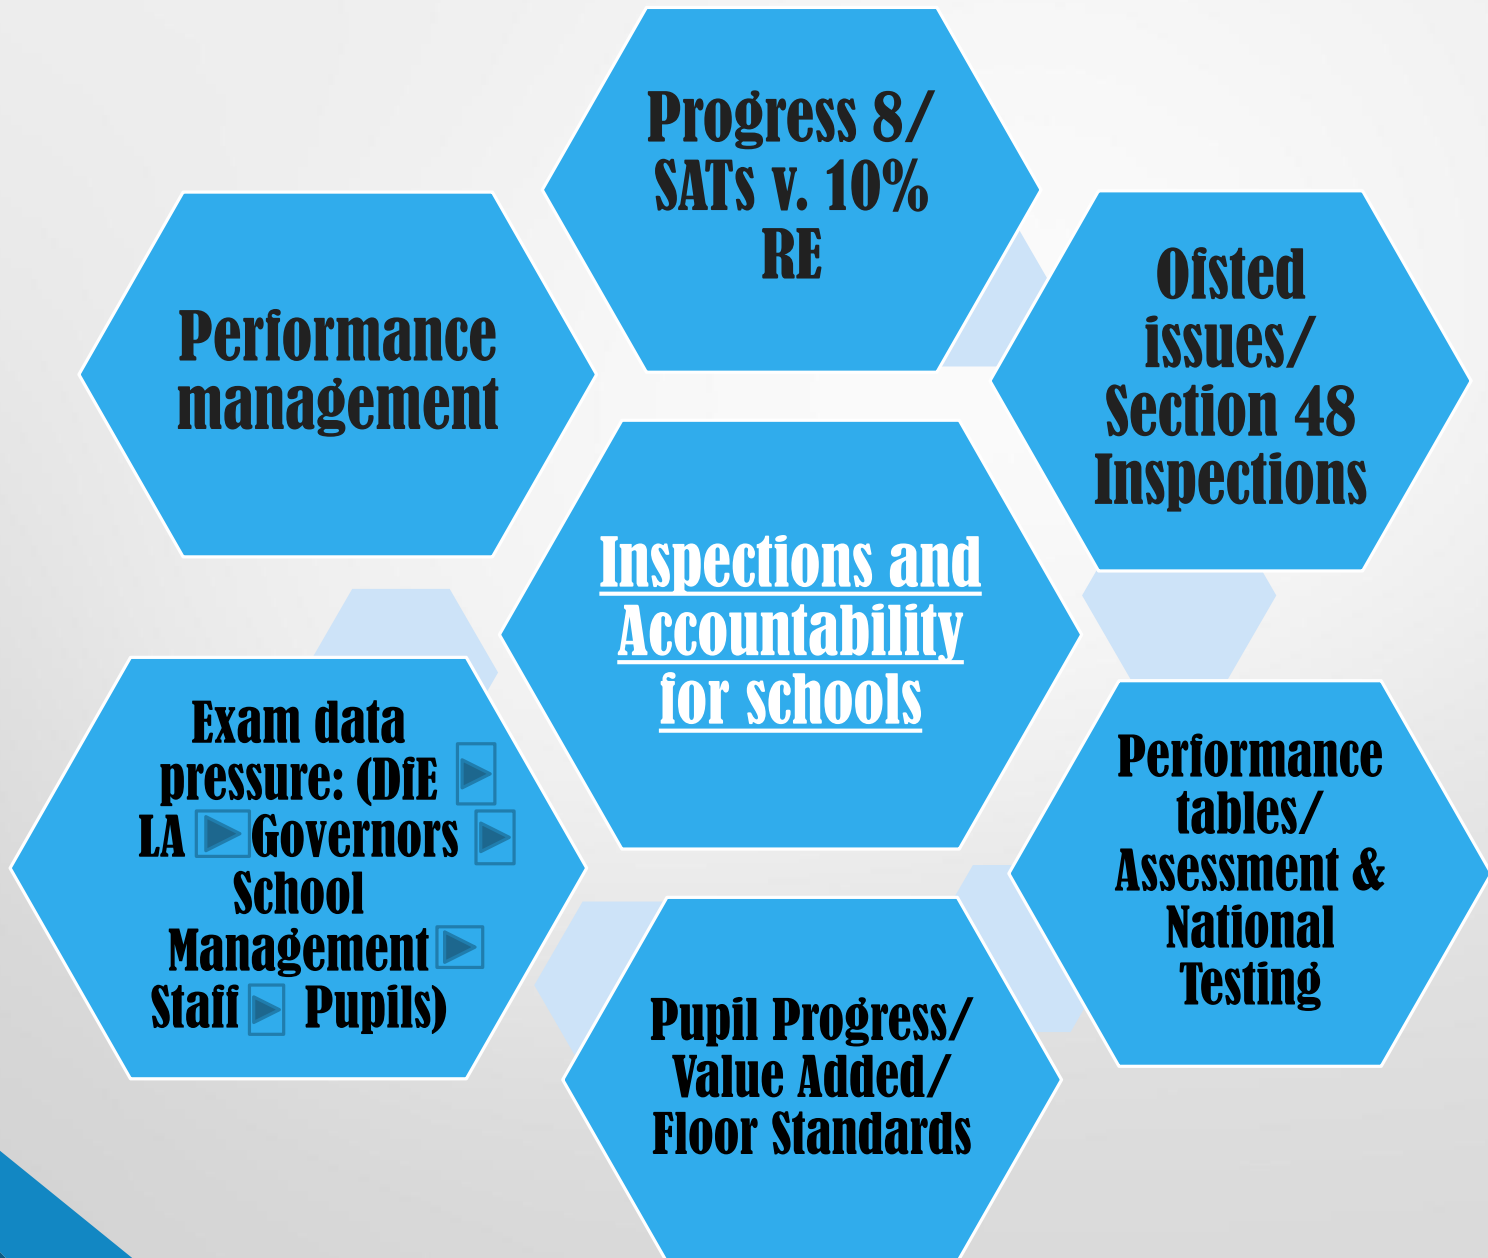 Progress 8/
SATs v. 10%
RE
Ofsted
issues/
Section 48
Inspections
Performance
management
Inspections and
Accountability
for schools
Exam data
pressure: (DfE
LA Governors
School
Management
Staff Pupils)
Performance
tables/
Assessment &
National
Testing
Pupil Progress/
Value Added/
Floor Standards